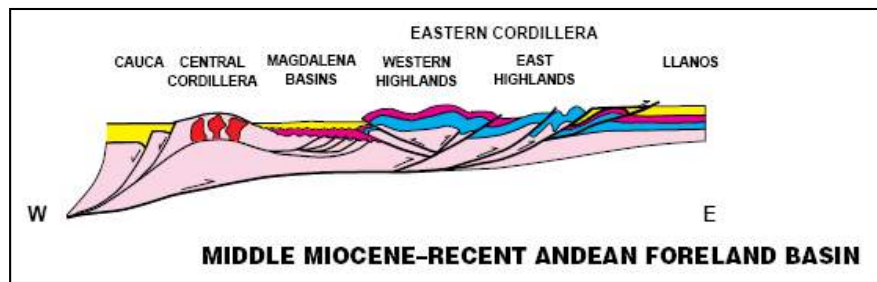 EASTERN CORDILLERA
CAUCA CENTRAL CORDILLERA MAGDALENA BASINS WESTERN HIGHLANDS EAST HIGHLANDS LLANOS
W E
MIDDLE MIOCENE–RECENT ANDEAN FORELAND BASIN